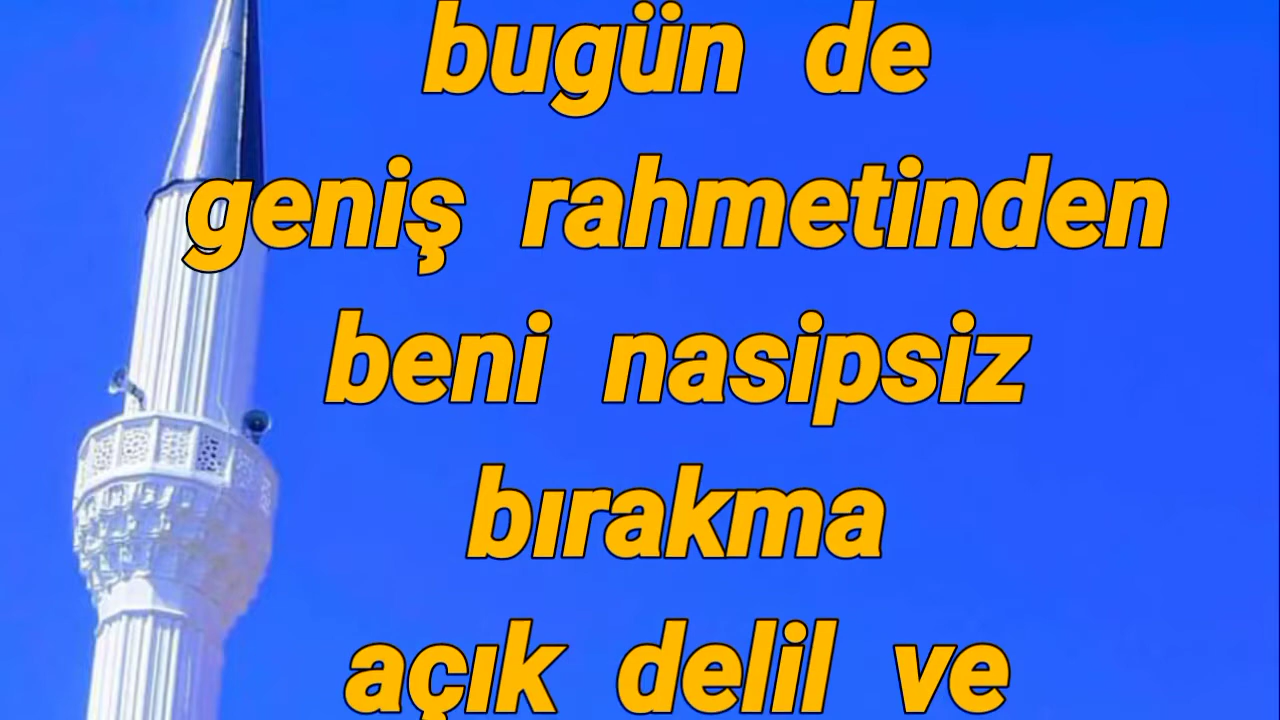 bugün de
geniş rahmetinden
beni nasipsiz
bırakma
açık delil ve